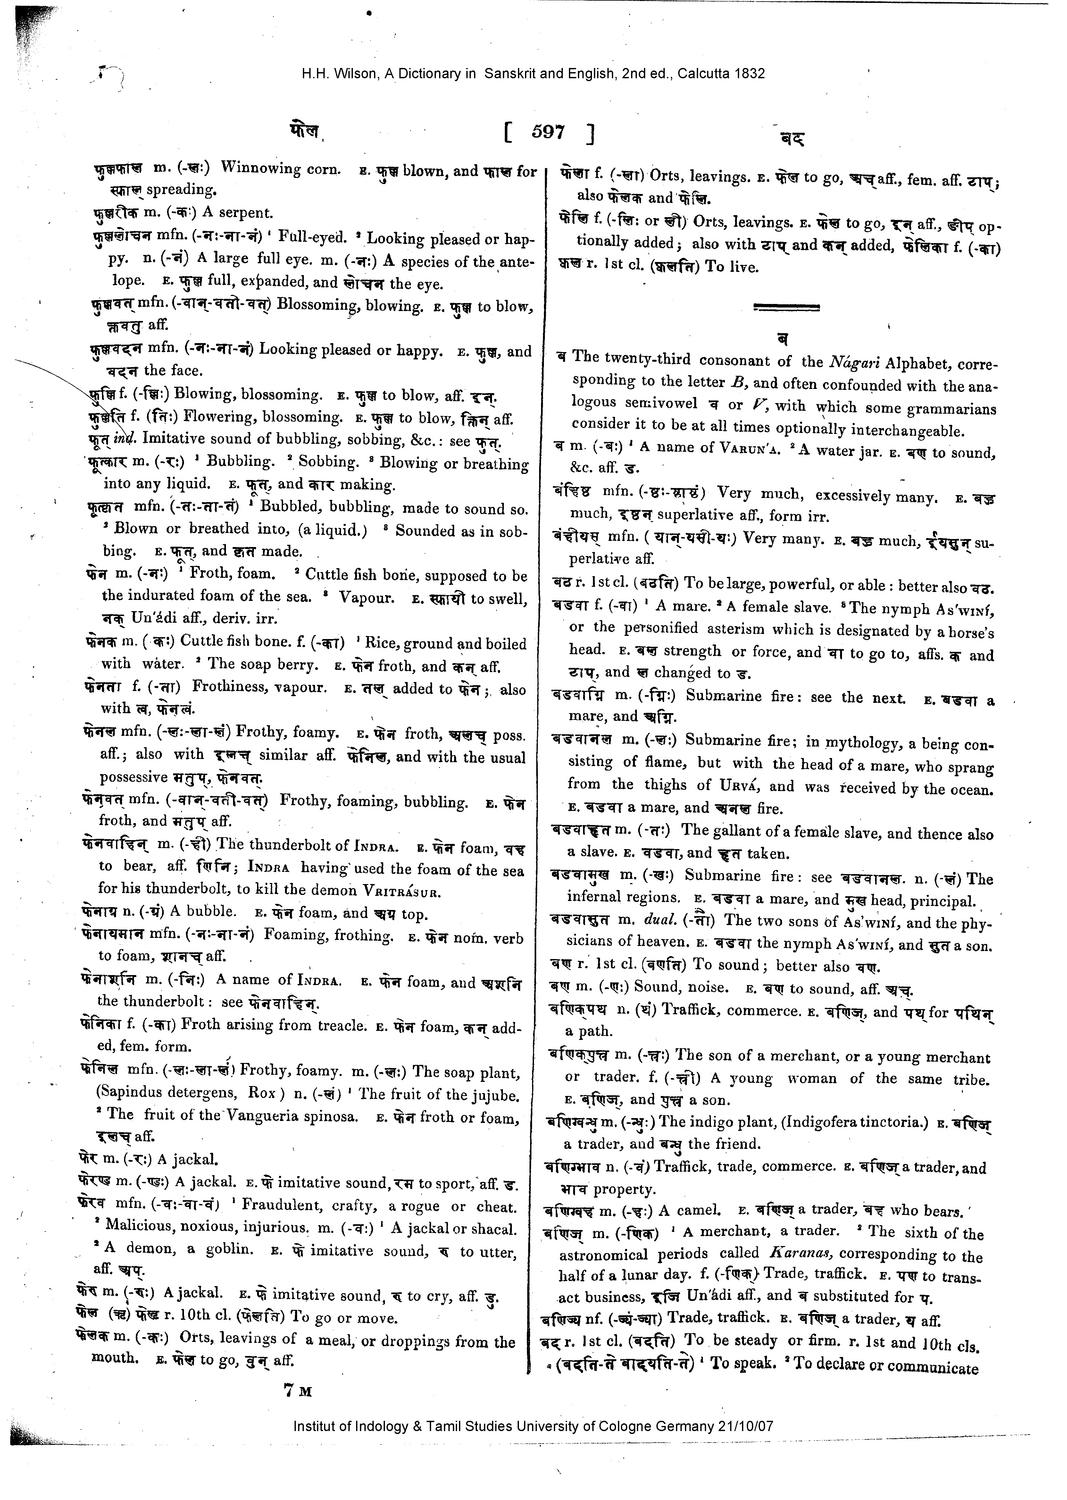 H.H. Wilson, A Dictionary in Sanskrit and English, 2nd ed., Calcutta 1832
फेल
[ 597 ]
बद
फुल्लफाल m. (-लः) Winnowing corn. E. फुल्ल blown, and फाल for
स्फाल् spreading.
फुल्लरीक m. (-कः) A serpent.
फुल्ललोचन mfn. (-नः-ना-नं) ¹ Full-eyed. ² Looking pleased or hap-
py. n. (-नं) A large full eye. m. (-नः) A species of the ante-
lope. E. फुल्ल full, expanded, and लोचन the eye.
फुल्लवत् mfn. (-वान्-वती-वत्) Blossoming, blowing. E. फुल्ल to blow,
क्तवतु aff.
फुल्लवदन mfn. (-नः-ना-नं) Looking pleased or happy. E. फुल्ल, and
वदन the face.
फुल्लि f. (-ल्लिः) Blowing, blossoming. E. फुल्ल to blow, aff. इन्.
फुल्लेति f. (तिः) Flowering, blossoming. E. फुल्ल to blow, क्तिन् aff.
फूत् ind. Imitative sound of bubbling, sobbing, &c.: see फुत्.
फूत्कार m. (-रः) ¹ Bubbling. ² Sobbing. ³ Blowing or breathing
into any liquid. E. फूत्, and कार making.
फूत्कृत mfn. (-तः-ता-तं) ¹ Bubbled, bubbling, made to sound so.
² Blown or breathed into, (a liquid.) ³ Sounded as in sob-
bing. E. फूत्, and कृत made.
फेन m. (-नः) ¹ Froth, foam. ² Cuttle fish bone, supposed to be
the indurated foam of the sea. ³ Vapour. E. स्फायी to swell,
नक् Un'ádi aff., deriv. irr.
फेनक m. (-कः) Cuttle fish bone. f. (-का) ¹ Rice, ground and boiled
with water. ² The soap berry. E. फेन froth, and कन् aff.
फेनता f. (-ता) Frothiness, vapour. E. तल् added to फेन; also
with त्व, फेनत्वं.
फेनल mfn. (-लः-ला-लं) Frothy, foamy. E. फेन froth, अलच् poss.
aff.; also with इलच् similar aff. फेनिल, and with the usual
possessive मतुप्, फेनवत्.
फेनवत् mfn. (-वान्-वती-वत्) Frothy, foaming, bubbling. E. फेन
froth, and मतुप् aff.
फेनवाहिन् m. (-ही) The thunderbolt of INDRA. E. फेन foam, वह
to bear, aff. णिनि; INDRA having used the foam of the sea
for his thunderbolt, to kill the demon VRITRÁSUR.
फेनाग्र n. (-ग्रं) A bubble. E. फेन foam, and अग्र top.
फेनायमान mfn. (-नः-ना-नं) Foaming, frothing. E. फेन nom. verb
to foam, शानच् aff.
फेनाशनि m. (-निः) A name of INDRA. E. फेन foam, and अशनि
the thunderbolt: see फेनवाहिन्.
फेनिका f. (-का) Froth arising from treacle. E. फेन foam, कन् add-
ed, fem. form.
फेनिल mfn. (-लः-ला-लं) Frothy, foamy. m. (-लः) The soap plant,
(Sapindus detergens, Rox) n. (-लं) ¹ The fruit of the jujube.
² The fruit of the Vangueria spinosa. E. फेन froth or foam,
इलच् aff.
फेर m. (-रः) A jackal.
फेरण्ड m. (-ण्डः) A jackal. E. फे imitative sound, रम to sport, aff. ड.
फेरव mfn. (-वः-वा-वं) ¹ Fraudulent, crafty, a rogue or cheat.
² Malicious, noxious, injurious. m. (-वः) ¹ A jackal or shacal.
² A demon, a goblin. E. फे imitative sound, रु to utter,
aff. अप्.
फेरु m. (-रुः) A jackal. E. फे imitative sound, रु to cry, aff. डु.
फेल (ऋ) फेलृ r. 10th cl. (फेलति) To go or move.
फेलक m. (-कः) Orts, leavings of a meal, or droppings from the
mouth. E. फेल to go, वुन् aff.
7 M
फेला f. (-ला) Orts, leavings. E. फेल to go, अच् aff., fem. aff. टाप्;
also फेलक and फेलि.
फेलि f. (-लिः or ली) Orts, leavings. E. फेल to go, इन् aff., ङीप् op-
tionally added; also with टाप् and कन् added, फेलिका f. (-का)
फ्रल r. 1st cl. (फ्रलति) To live.
ब
ब The twenty-third consonant of the Nágari Alphabet, corre-
sponding to the letter B, and often confounded with the ana-
logous semivowel व or V, with which some grammarians
consider it to be at all times optionally interchangeable.
ब m. (-बः) ¹ A name of VARUN'A. ² A water jar. E. बण to sound,
&c. aff. ड.
बंहिष्ठ mfn. (-ष्ठः-ष्ठा-ष्ठं) Very much, excessively many. E. बहु
much, इष्ठन् superlative aff., form irr.
बंहीयस् mfn. (यान्-यसी-यः) Very many. E. बहु much, ईयसुन् su-
perlative aff.
बठ r. 1st cl. (बठति) To be large, powerful, or able: better also वठ.
बडवा f. (-वा) ¹ A mare. ² A female slave. ³ The nymph AS'WINÍ,
or the personified asterism which is designated by a horse's
head. E. बल strength or force, and वा to go to, affs. क and
टाप्, and ल changed to ड.
बडवाग्नि m. (-ग्निः) Submarine fire: see the next. E. बडवा a
mare, and अग्नि.
बडवानल m. (-लः) Submarine fire; in mythology, a being con-
sisting of flame, but with the head of a mare, who sprang
from the thighs of URVÁ, and was received by the ocean.
E. बडवा a mare, and अनल fire.
बडवाहृत m. (-तः) The gallant of a female slave, and thence also
a slave. E. वडवा, and हृत taken.
बडवामुख m. (-खः) Submarine fire: see बडवानल. n. (-खं) The
infernal regions. E. बडवा a mare, and मुख head, principal.
बडवासुत m. dual. (-तौ) The two sons of AS'WINÍ, and the phy-
sicians of heaven. E. बडवा the nymph AS'WINÍ, and सुत a son.
बण r. 1st cl. (बणति) To sound; better also वण.
बण m. (-णः) Sound, noise. E. बण to sound, aff. अच्.
बणिक्पथ n. (थं) Traffick, commerce. E. बणिज्, and पथ् for पथिन्
a path.
बणिक्पुत्त्र m. (-त्त्रः) The son of a merchant, or a young merchant
or trader. f. (-त्त्री) A young woman of the same tribe.
E. बणिज्, and पुत्त्र a son.
बणिग्बन्धु m. (-न्धुः) The indigo plant, (Indigofera tinctoria.) E. बणिज्
a trader, and बन्धु the friend.
बणिग्भाव n. (-वं) Traffick, trade, commerce. E. बणिज् a trader, and
भाव property.
बणिग्वह m. (-हः) A camel. E. बणिज् a trader, वह who bears.
बणिज् m. (-णिक्) ¹ A merchant, a trader. ² The sixth of the
astronomical periods called Karanas, corresponding to the
half of a lunar day. f. (-णिक्) Trade, traffick. E. पण to trans-
act business, इजि Un'ádi aff., and ब substituted for प.
बणिज्य nf. (-ज्यं-ज्या) Trade, traffick. E. बणिज् a trader, य aff.
बद r. 1st cl. (बदति) To be steady or firm. r. 1st and 10th cls.
(बदति-ते बादयति-ते) ¹ To speak. ² To declare or communicate
Institut of Indology & Tamil Studies University of Cologne Germany 21/10/07